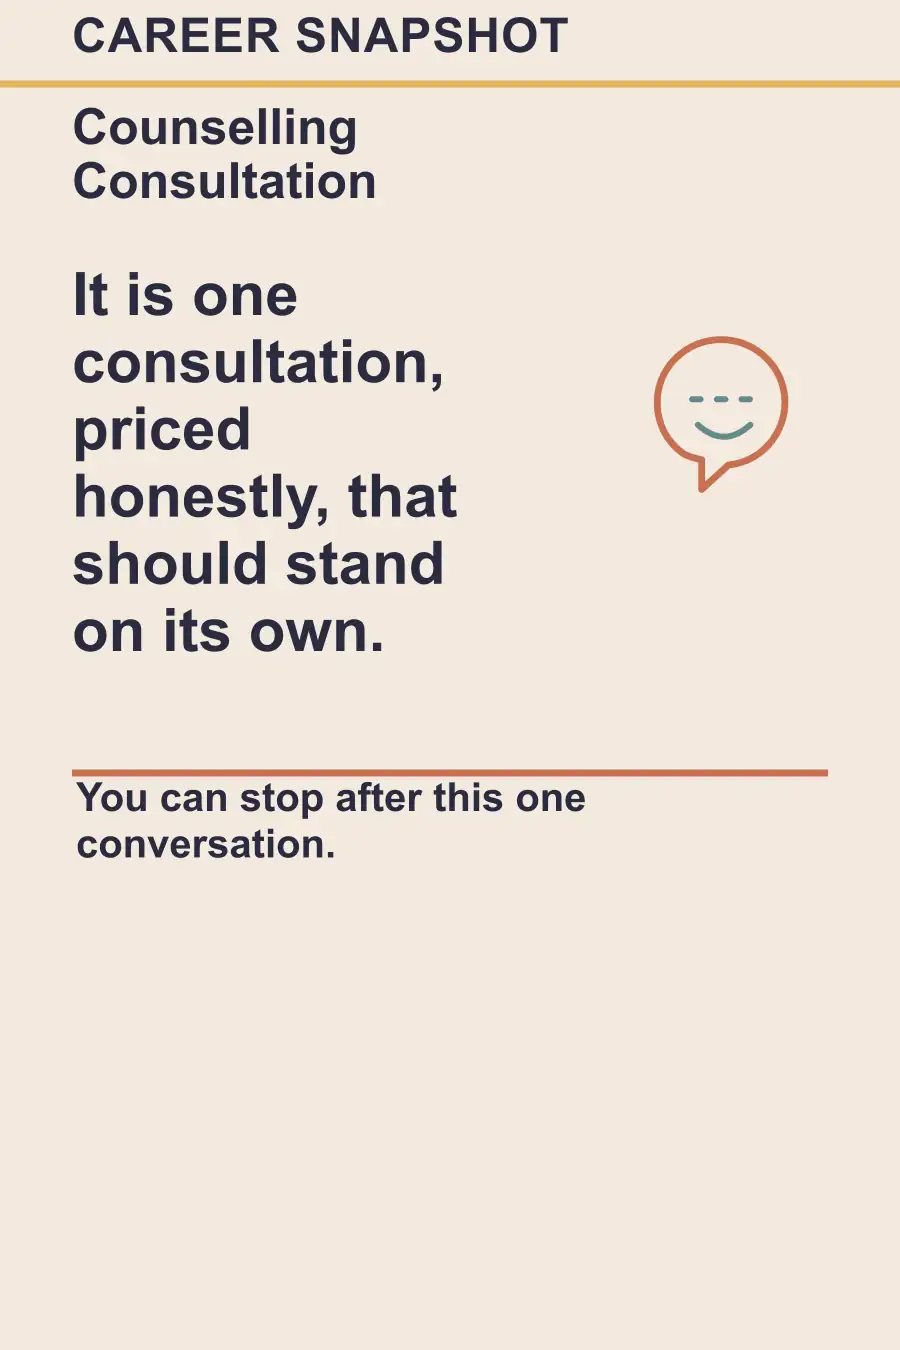 CAREER SNAPSHOT
Counselling
Consultation
It is one
consultation,
priced
honestly, that
should stand
on its own.
You can stop after this one
conversation.